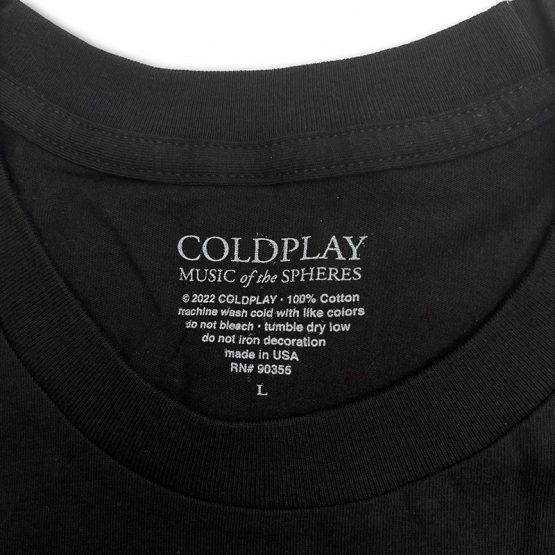 COLDPLAY
MUSIC of the SPHERES
© 2022 COLDPLAY • 100% Cotton
machine wash cold with like colors
do not bleach • tumble dry low
do not iron decoration
made in USA
RN# 90356
L